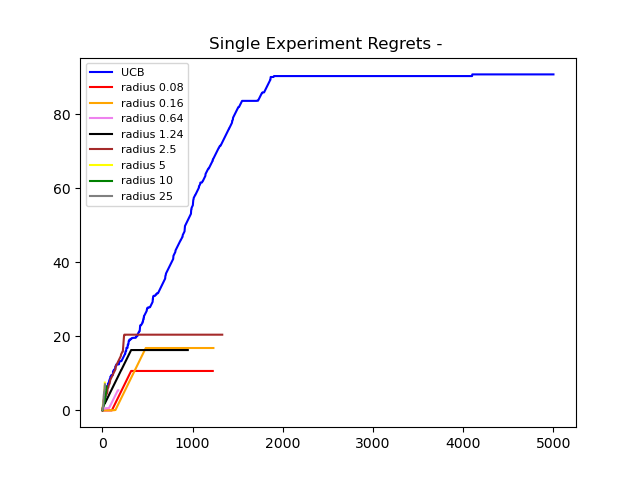 Single Experiment Regrets -
UCB
radius 0.08
radius 0.16
radius 0.64
radius 1.24
radius 2.5
radius 5
radius 10
radius 25
80
60
40
20
0
0 1000 2000 3000 4000 5000